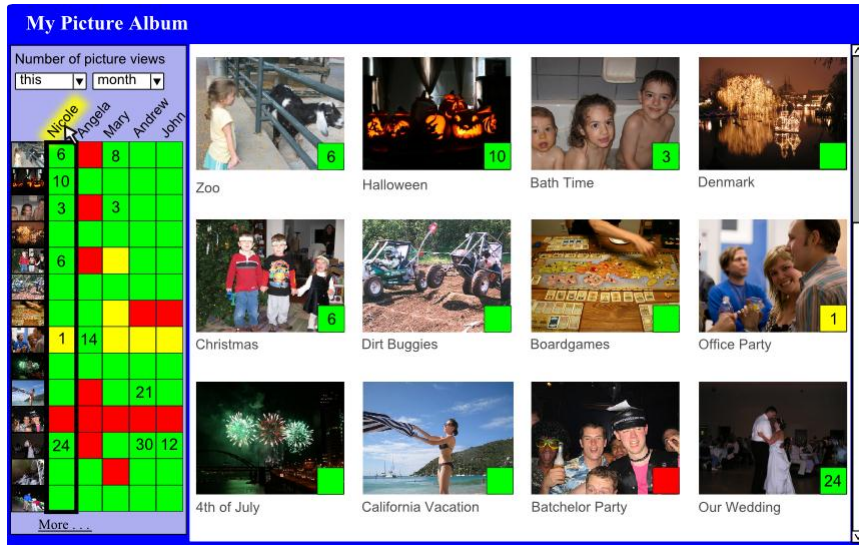 My Picture Album
Number of picture views
this month
Nicole Angela Mary Andrew John
6 8
10
3 3
6
1 14
21
24 30 12
More . . .
6 10 3
Zoo Halloween Bath Time Denmark
6 1
Christmas Dirt Buggies Boardgames Office Party
24
4th of July California Vacation Batchelor Party Our Wedding